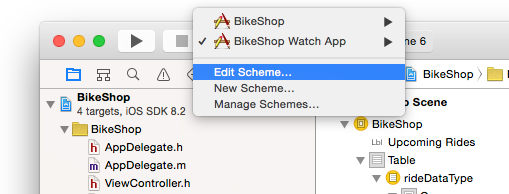 BikeShop
BikeShop Watch App
ne 6
Edit Scheme...
New Scheme...
Manage Schemes...
BikeShop
4 targets, iOS SDK 8.2
BikeShop
AppDelegate.h
AppDelegate.m
ViewController.h
BikeShop
Scene
BikeShop
Lbl Upcoming Rides
Table
rideDataType